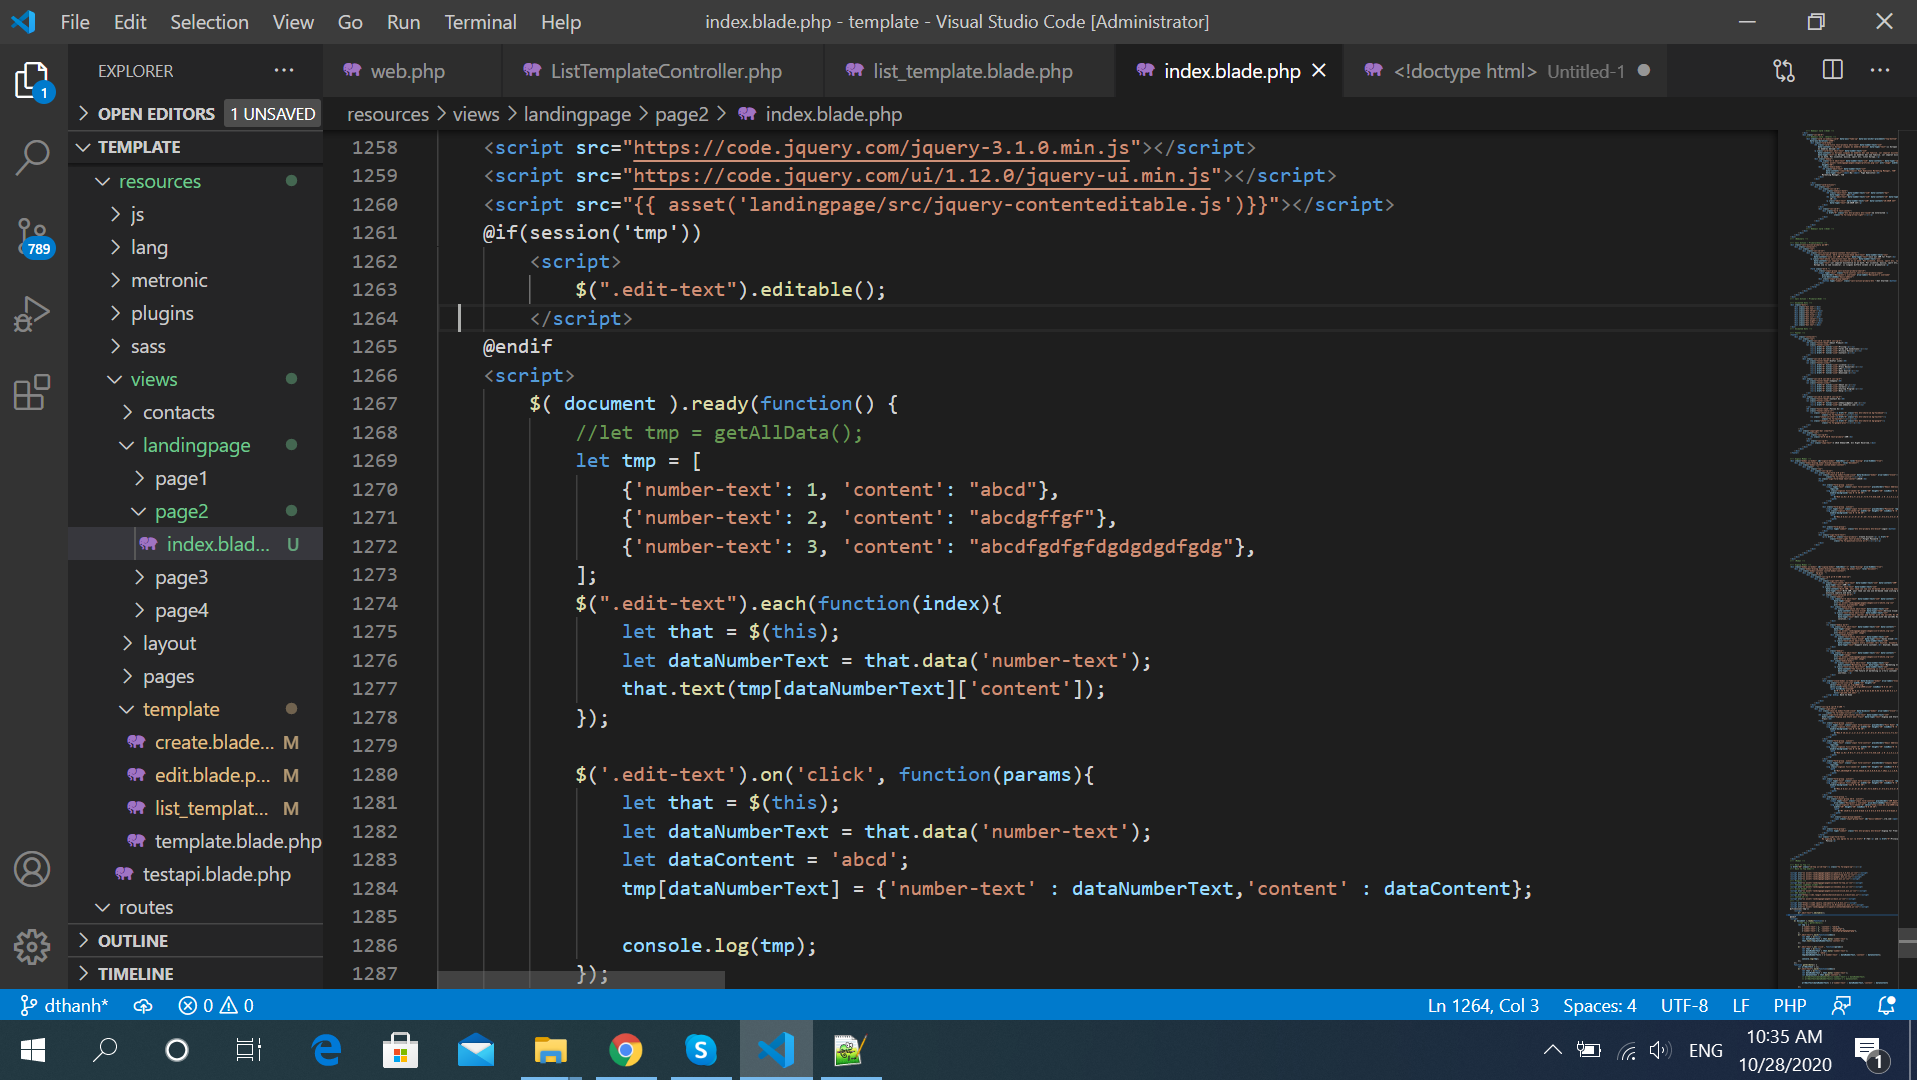 File Edit Selection View Go Run Terminal Help
index.blade.php - template - Visual Studio Code [Administrator]
EXPLORER
web.php
ListTemplateController.php
list_template.blade.php
index.blade.php
<!doctype html> Untitled-1
OPEN EDITORS 1 UNSAVED
resources > views > landingpage > page2 > index.blade.php
TEMPLATE
resources
js
lang
metronic
plugins
sass
views
contacts
landingpage
page1
page2
index.blad... U
page3
page4
layout
pages
template
create.blade... M
edit.blade.p... M
list_templat... M
template.blade.php
testapi.blade.php
routes
OUTLINE
TIMELINE
1
789
1258 <script src="https://code.jquery.com/jquery-3.1.0.min.js"></script>
1259 <script src="https://code.jquery.com/ui/1.12.0/jquery-ui.min.js"></script>
1260 <script src="{{ asset('landingpage/src/jquery-contenteditable.js')}}"></script>
1261 @if(session('tmp'))
1262 <script>
1263 $(".edit-text").editable();
1264 </script>
1265 @endif
1266 <script>
1267 $( document ).ready(function() {
1268 //let tmp = getAllData();
1269 let tmp = [
1270 {'number-text': 1, 'content': "abcd"},
1271 {'number-text': 2, 'content': "abcdgffgf"},
1272 {'number-text': 3, 'content': "abcdfgdfgfdgdgdgdfgdg"},
1273 ];
1274 $(".edit-text").each(function(index){
1275 let that = $(this);
1276 let dataNumberText = that.data('number-text');
1277 that.text(tmp[dataNumberText]['content']);
1278 });
1279
1280 $('.edit-text').on('click', function(params){
1281 let that = $(this);
1282 let dataNumberText = that.data('number-text');
1283 let dataContent = 'abcd';
1284 tmp[dataNumberText] = {'number-text' : dataNumberText,'content' : dataContent};
1285
1286 console.log(tmp);
1287 });
dthanh* 0 0
Ln 1264, Col 3 Spaces: 4 UTF-8 LF PHP
ENG
10:35 AM
10/28/2020
1